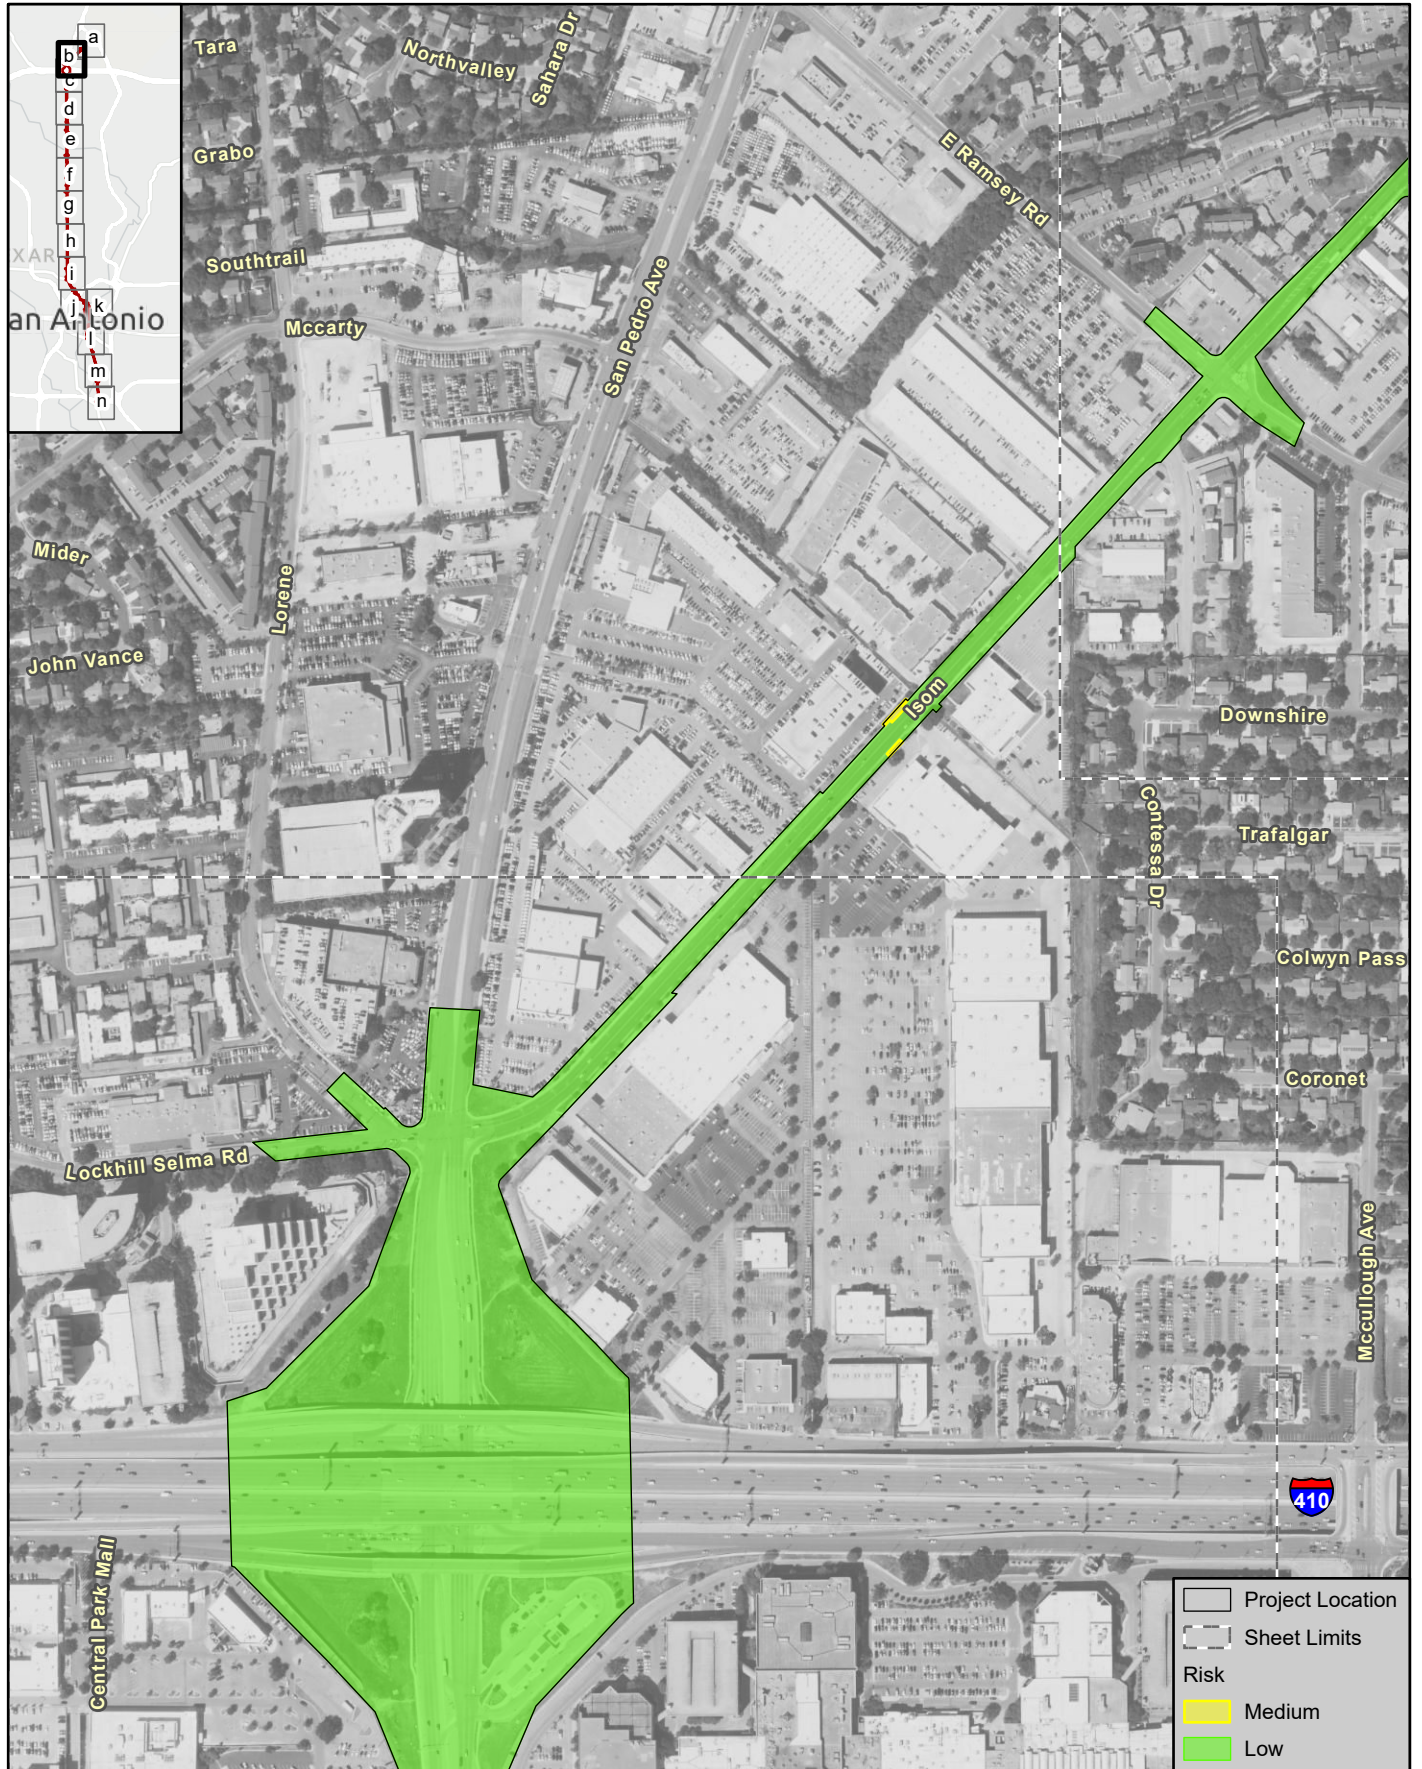 a
b
c
d
e
f
g
h
i
XAR
j
k
an Antonio
l
m
n
Tara
Northvalley
Sahara Dr
Grabo
E Ramsey Rd
Southtrail
San Pedro Ave
Mccarty
Mider
Lorene
John Vance
Isom
Downshire
Contessa Dr
Trafalgar
Colwyn Pass
Coronet
Lockhill Selma Rd
Mccullough Ave
410
Central Park Mall
Project Location
Sheet Limits
Risk
Medium
Low